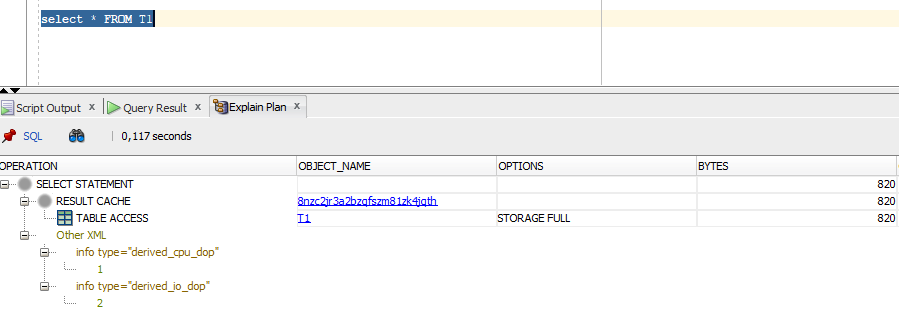 select * FROM T1
Script Output x Query Result x Explain Plan x
SQL 0,117 seconds
OPERATION OBJECT_NAME OPTIONS BYTES
SELECT STATEMENT 820
RESULT CACHE 8nzc2jr3a2bzqfszm81zk4jqth 820
TABLE ACCESS T1 STORAGE FULL 820
Other XML
info type="derived_cpu_dop"
1
info type="derived_io_dop"
2